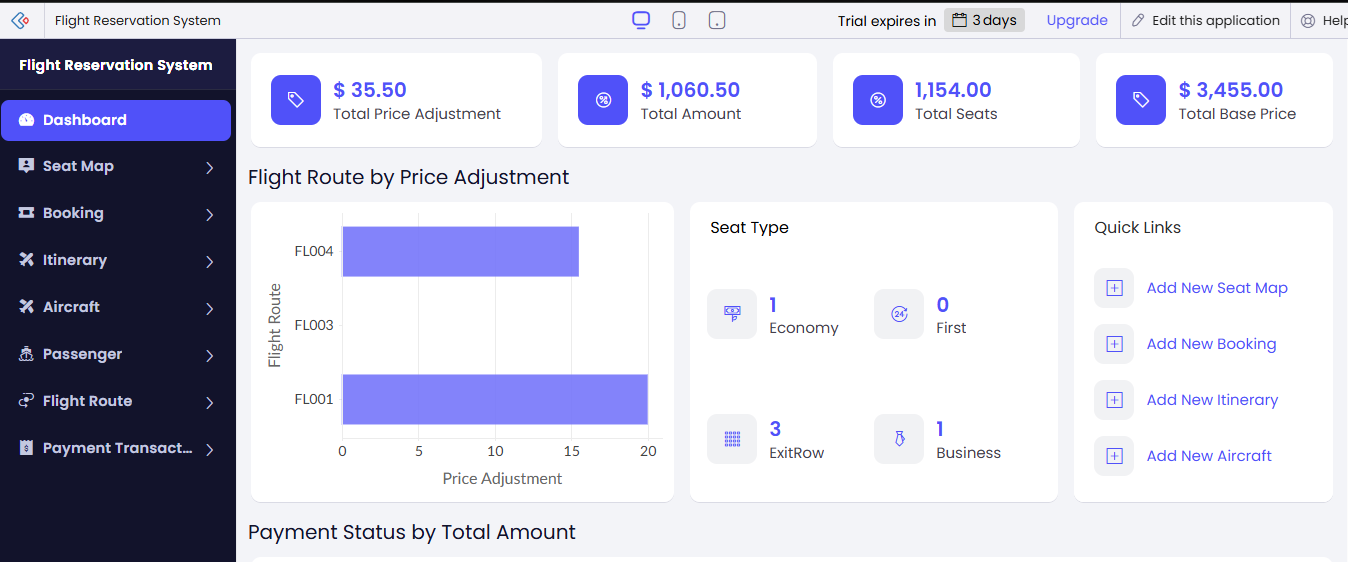 Flight Reservation System
Trial expires in 3 days Upgrade Edit this application Help
Flight Reservation System
Dashboard
Seat Map
Booking
Itinerary
Aircraft
Passenger
Flight Route
Payment Transact...
$ 35.50
Total Price Adjustment
$ 1,060.50
Total Amount
1,154.00
Total Seats
$ 3,455.00
Total Base Price
Flight Route by Price Adjustment
Flight Route
FL004
FL003
FL001
0 5 10 15 20
Price Adjustment
Seat Type
1
Economy
24
0
First
3
ExitRow
1
Business
Quick Links
Add New Seat Map
Add New Booking
Add New Itinerary
Add New Aircraft
Payment Status by Total Amount